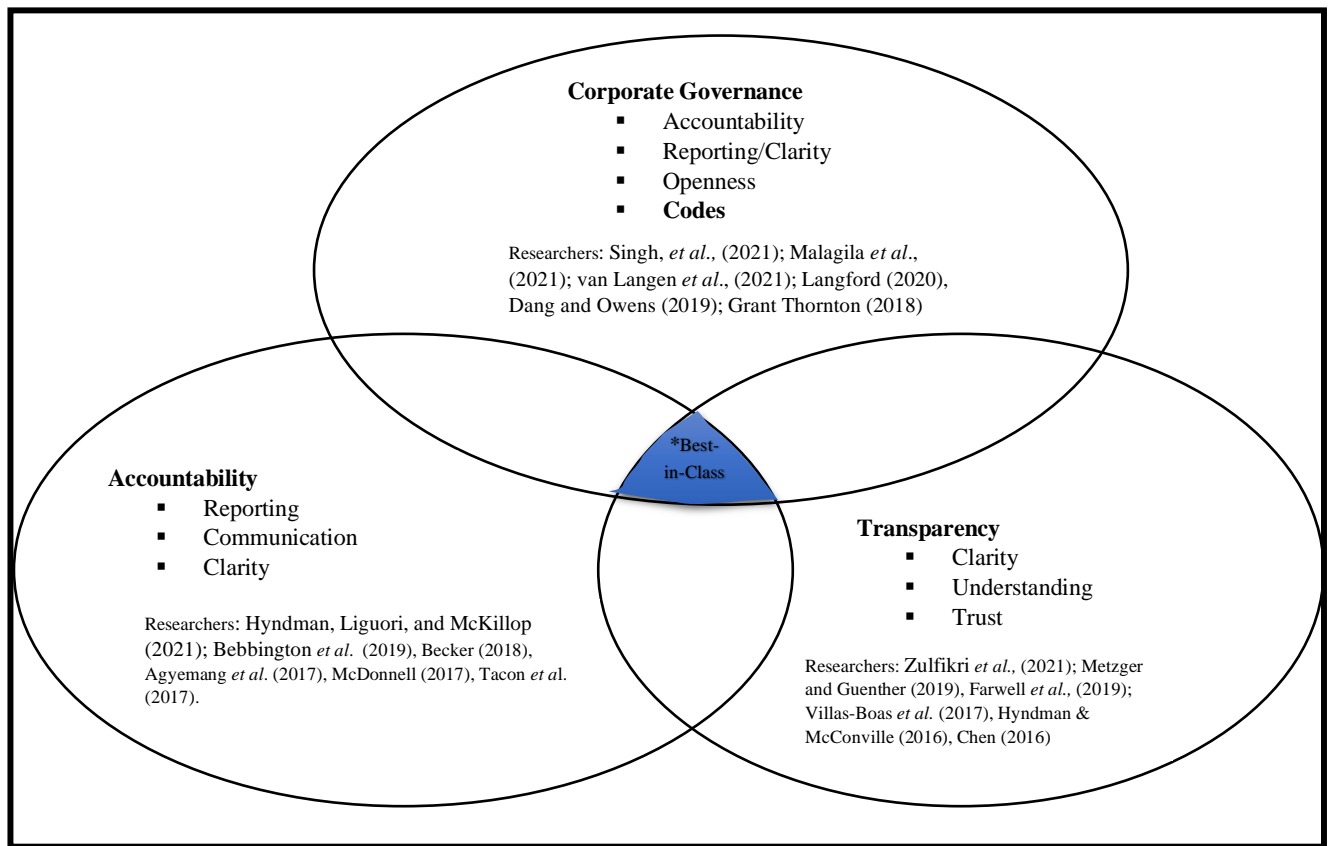 Corporate Governance
▪ Accountability
▪ Reporting/Clarity
▪ Openness
▪ Codes
Researchers: Singh, et al., (2021); Malagila et al.,
(2021); van Langen et al., (2021); Langford (2020),
Dang and Owens (2019); Grant Thornton (2018)
*Best-
in-Class
Accountability
▪ Reporting
▪ Communication
▪ Clarity
Researchers: Hyndman, Liguori, and McKillop
(2021); Bebbington et al. (2019), Becker (2018),
Agyemang et al. (2017), McDonnell (2017), Tacon et al.
(2017).
Transparency
▪ Clarity
▪ Understanding
▪ Trust
Researchers: Zulfikri et al., (2021); Metzger
and Guenther (2019), Farwell et al., (2019);
Villas-Boas et al. (2017), Hyndman &
McConville (2016), Chen (2016)